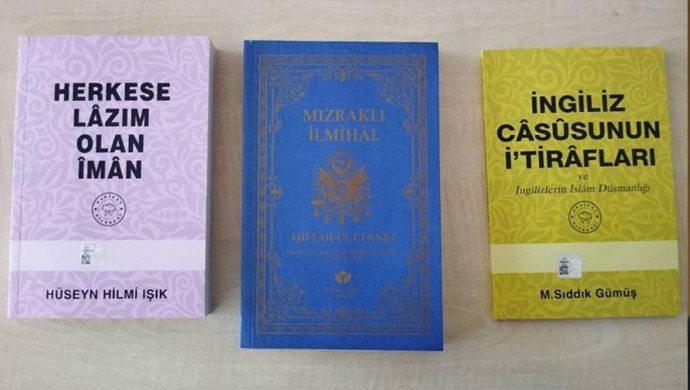 HERKESE
LÂZIM
OLAN
ÎMÂN
HÜSEYN HİLMİ IŞIK
MIZRAKLI
İLMİHAL
MİFTAH-UL CENNET
İNGİLİZ
CÂSÛSUNUN
İ'TİRÂFLARI
ve
İngilizlerin İslâm Düşmanlığı
M.Sıddık Gümüş